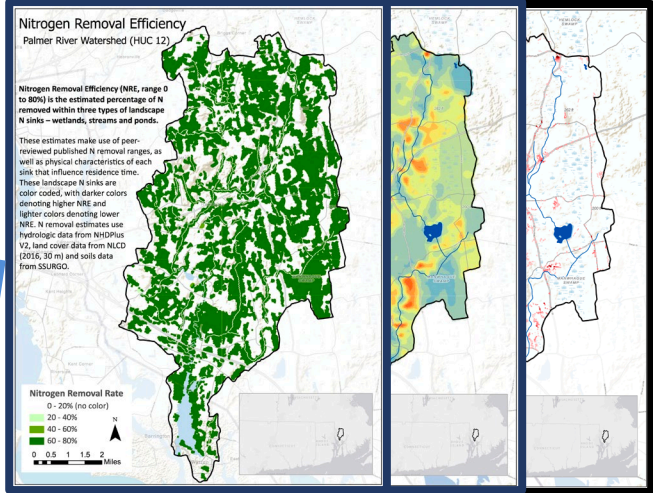 Nitrogen Removal Efficiency
Palmer River Watershed (HUC 12)
Nitrogen Removal Efficiency (NRE, range 0
to 80%) is the estimated percentage of N
removed within three types of landscape
N sinks – wetlands, streams and ponds.
These estimates make use of peer-
reviewed published N removal ranges, as
well as physical characteristics of each
sink that influence residence time.
These landscape N sinks are
color coded, with darker colors
denoting higher NRE and
lighter colors denoting lower
NRE. N removal estimates use
hydrologic data from NHDPlus
V2, land cover data from NLCD
(2016, 30 m) and soils data
from SSURGO.
Nitrogen Removal Rate
0 - 20% (no color)
20 - 40%
40 - 60%
60 - 80%
N
0 0.5 1 1.5 2
Miles